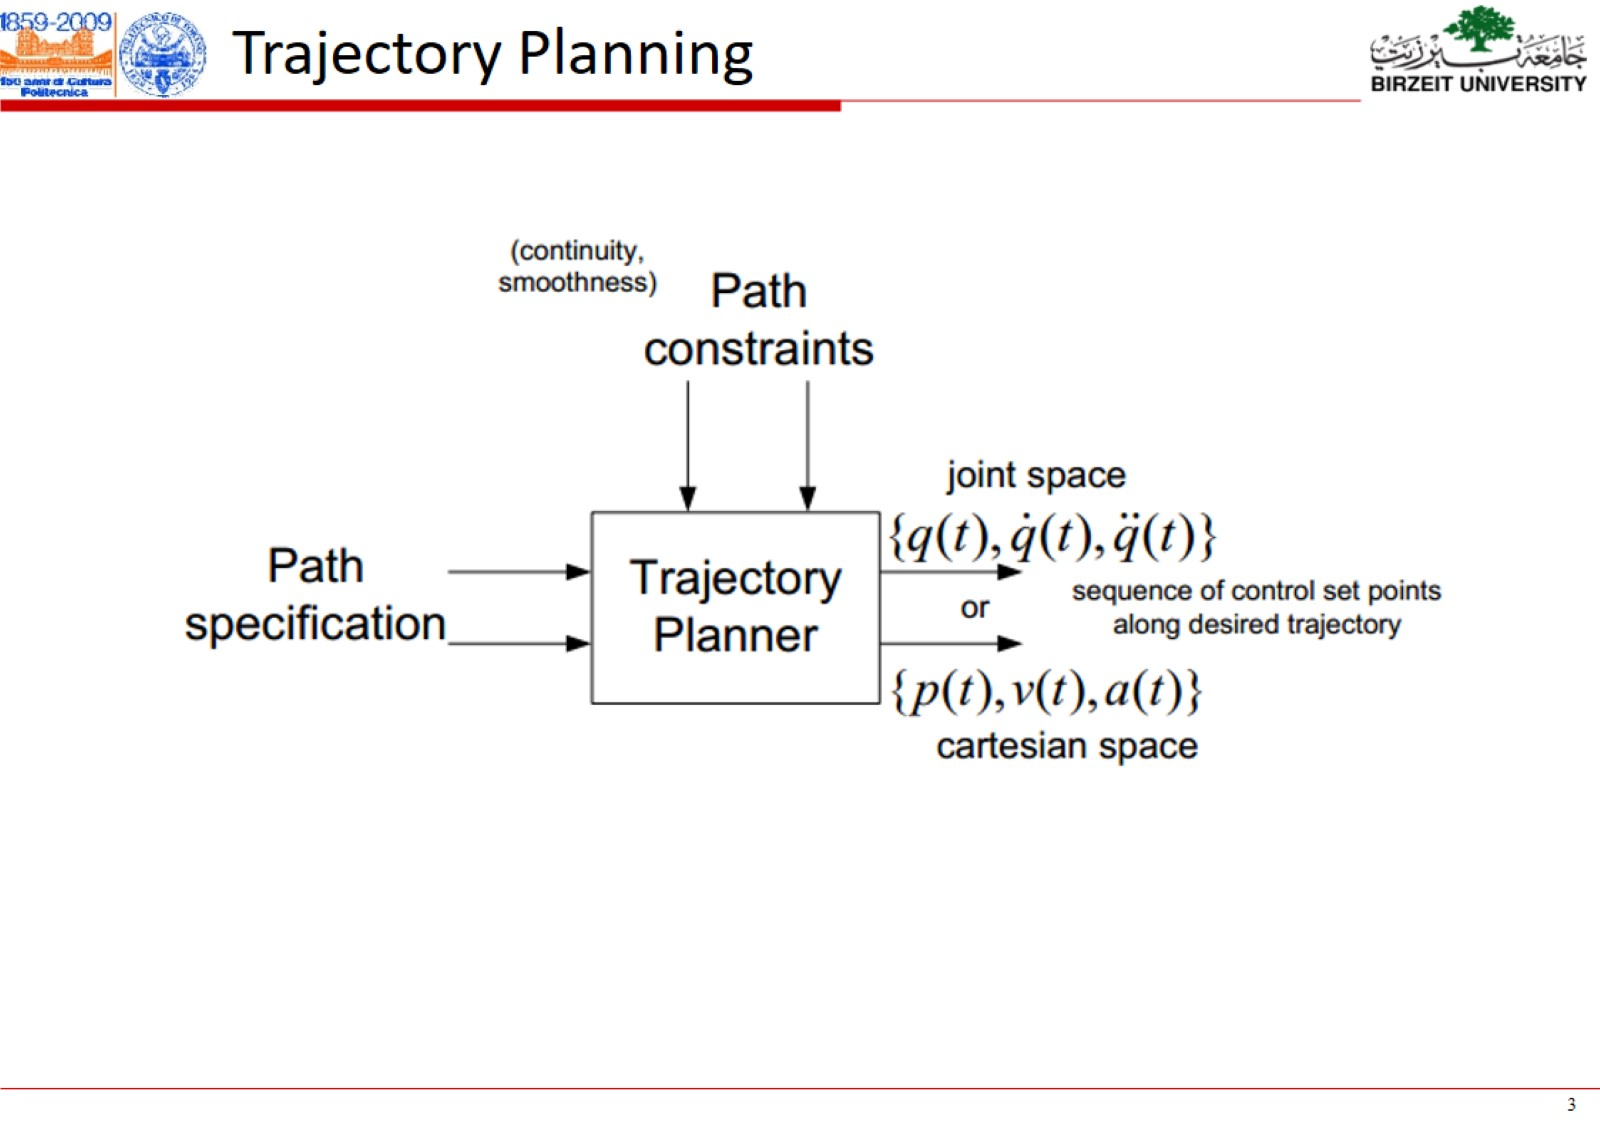 1859-2009
150 anni di Cultura
Politecnica
Trajectory Planning
جامعة بيرزيت
BIRZEIT UNIVERSITY
(continuity,
smoothness)
Path
constraints
joint space
{q(t), q̇(t), q̈(t)}
Path
specification
Trajectory
Planner
or
sequence of control set points
along desired trajectory
{p(t), v(t), a(t)}
cartesian space
3